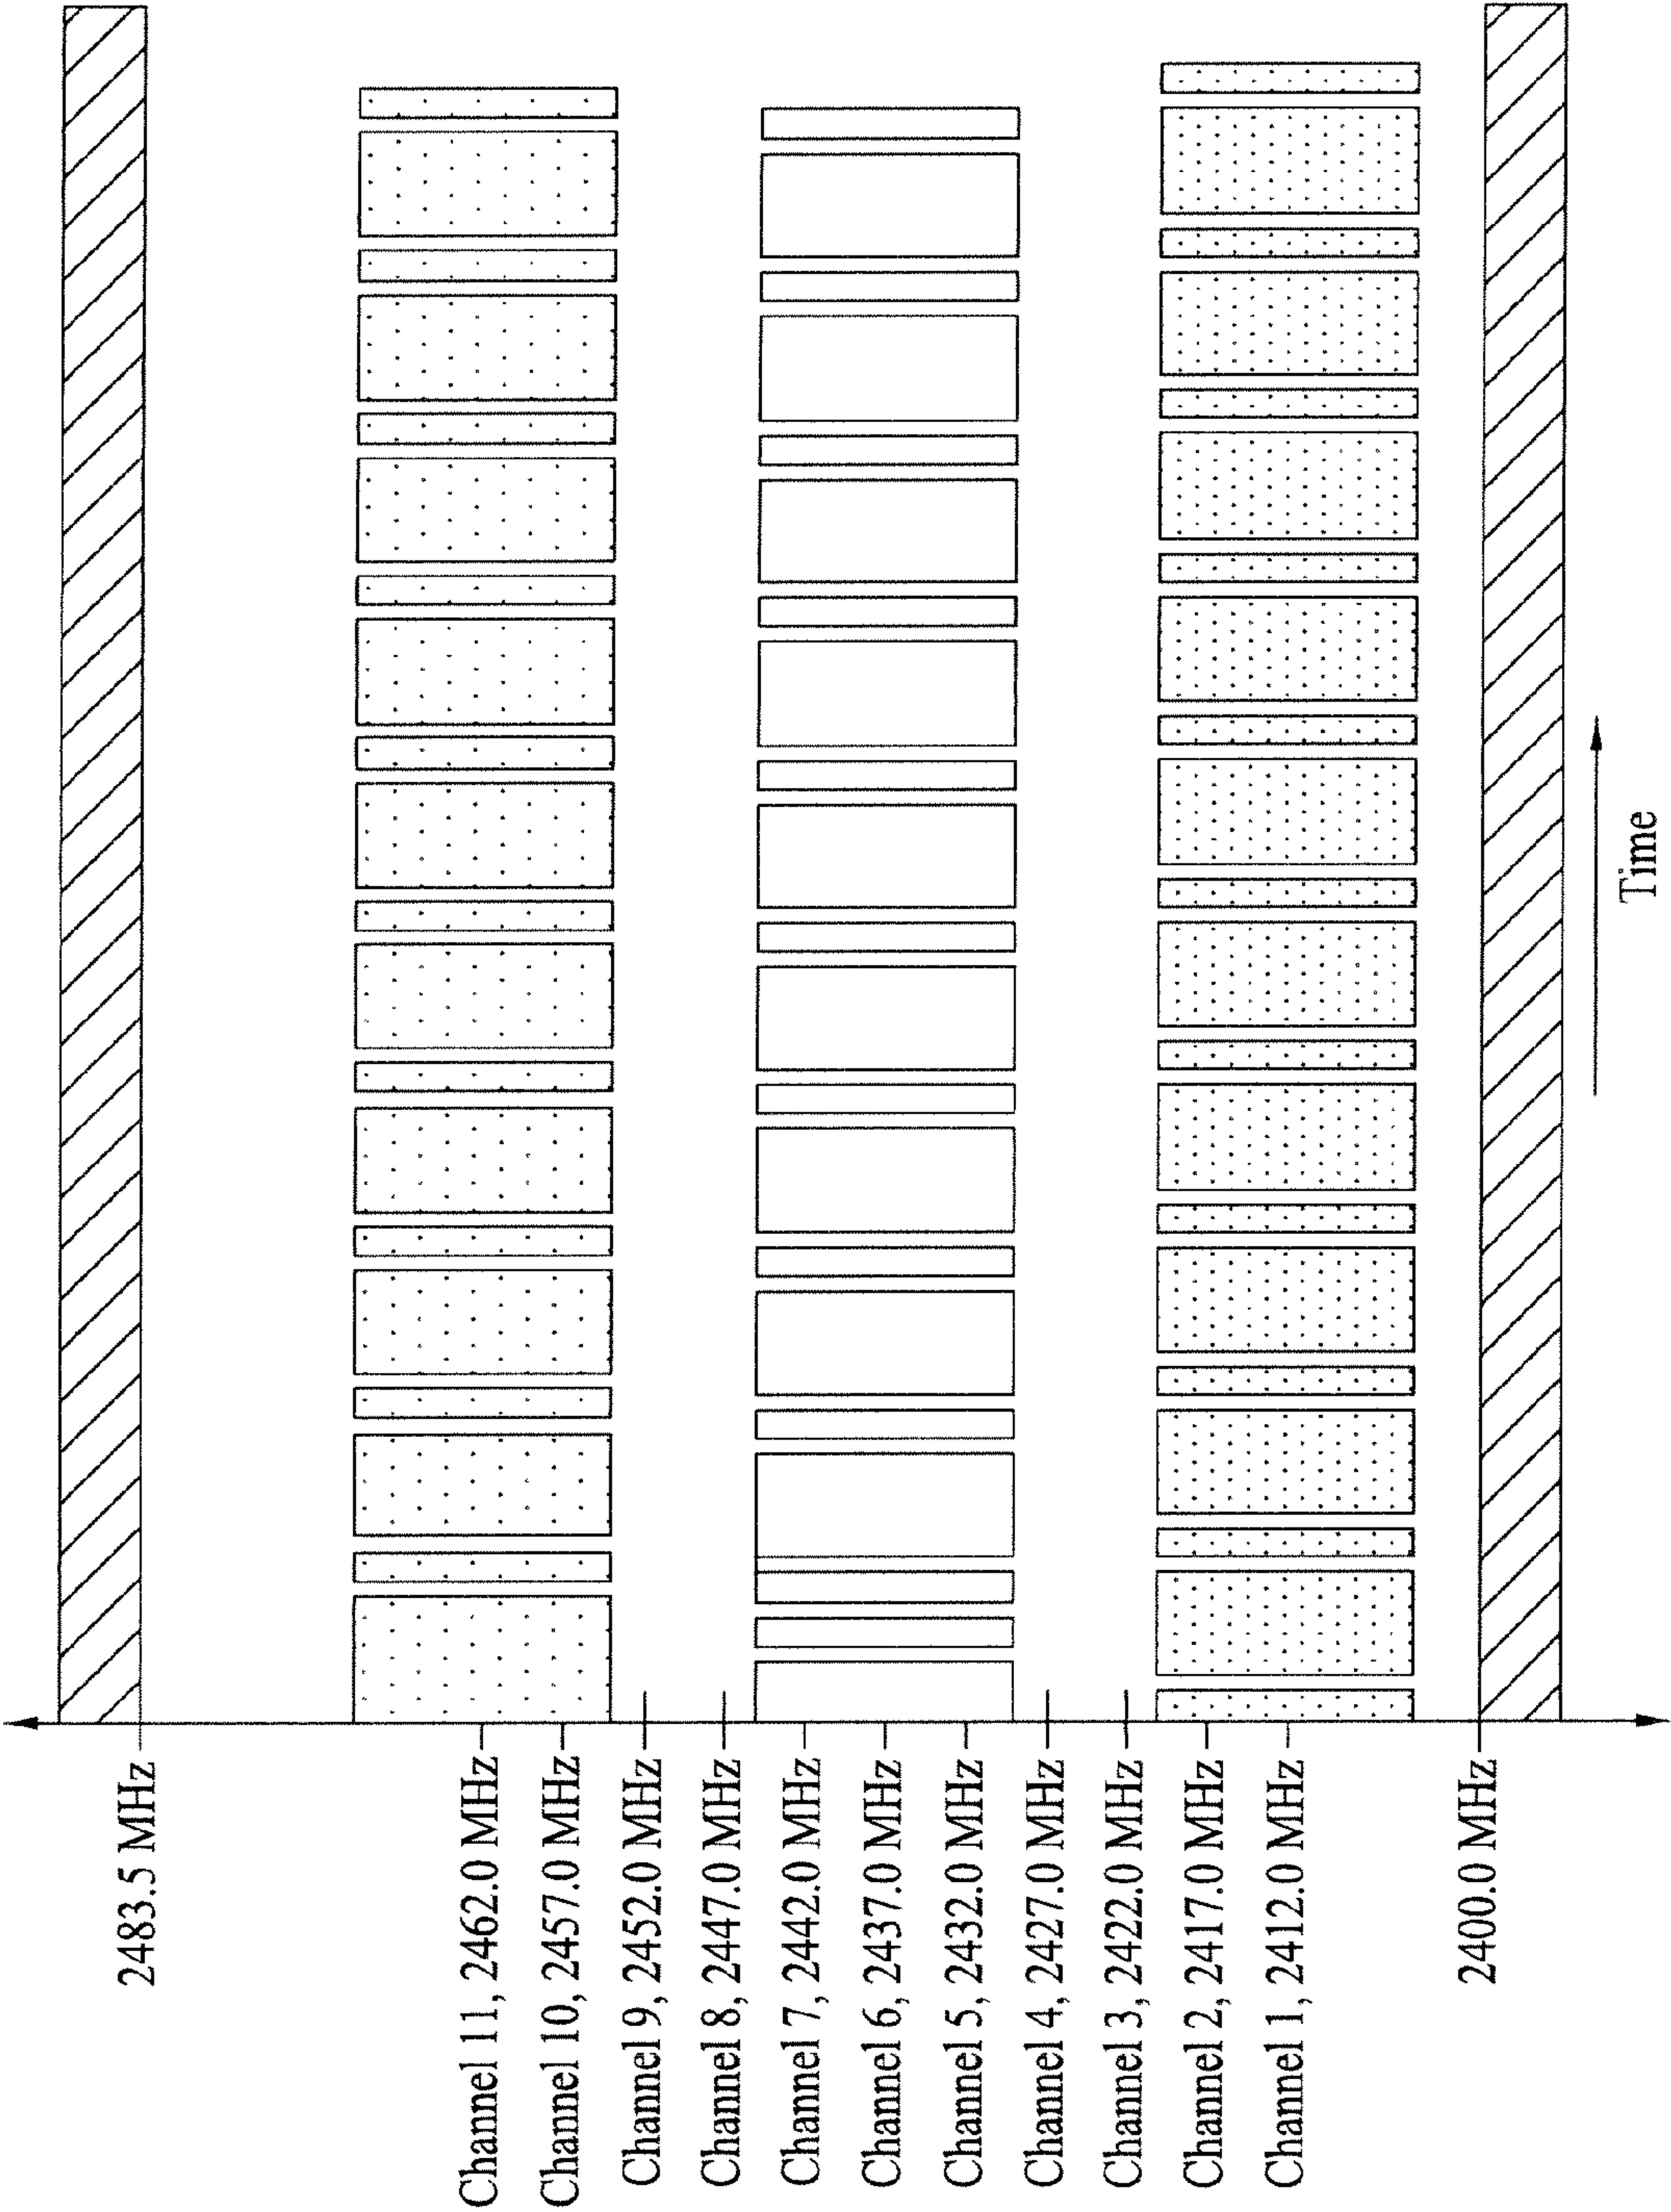 2483.5 MHz
Channel 11, 2462.0 MHz
Channel 10, 2457.0 MHz
Channel 9, 2452.0 MHz
Channel 8, 2447.0 MHz
Channel 7, 2442.0 MHz
Channel 6, 2437.0 MHz
Channel 5, 2432.0 MHz
Channel 4, 2427.0 MHz
Channel 3, 2422.0 MHz
Channel 2, 2417.0 MHz
Channel 1, 2412.0 MHz
2400.0 MHz
Time